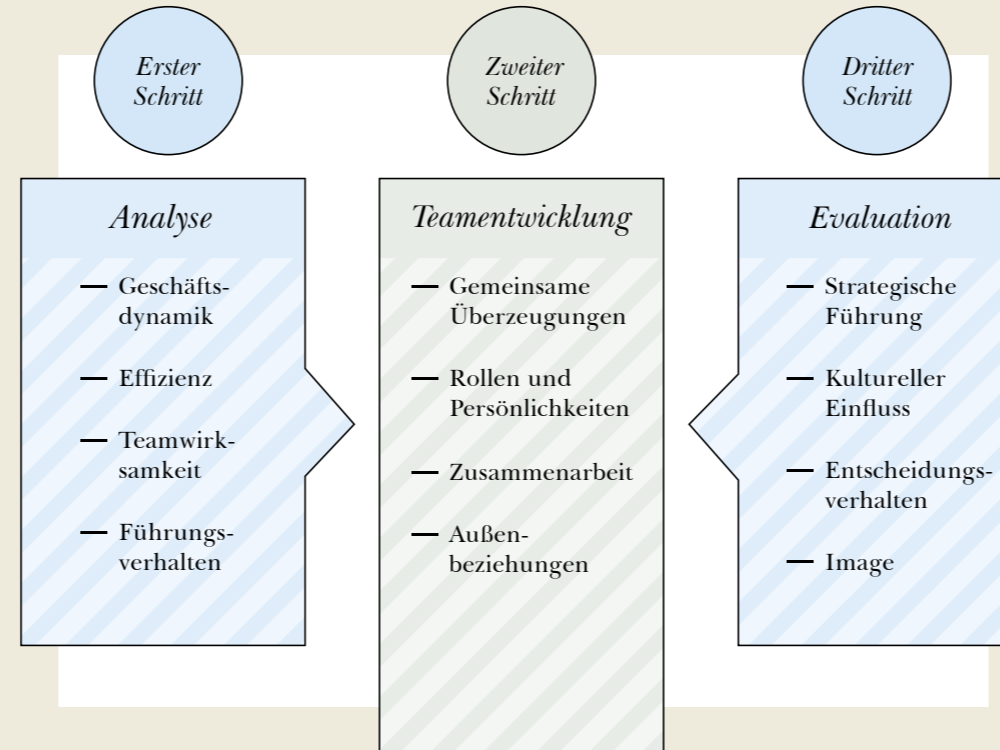 Erster
Schritt
Analyse
— Geschäfts-
dynamik
— Effizienz
— Teamwirk-
samkeit
— Führungs-
verhalten
Zweiter
Schritt
Teamentwicklung
— Gemeinsame
Überzeugungen
— Rollen und
Persönlichkeiten
— Zusammenarbeit
— Außen-
beziehungen
Dritter
Schritt
Evaluation
— Strategische
Führung
— Kultureller
Einfluss
— Entscheidungs-
verhalten
— Image